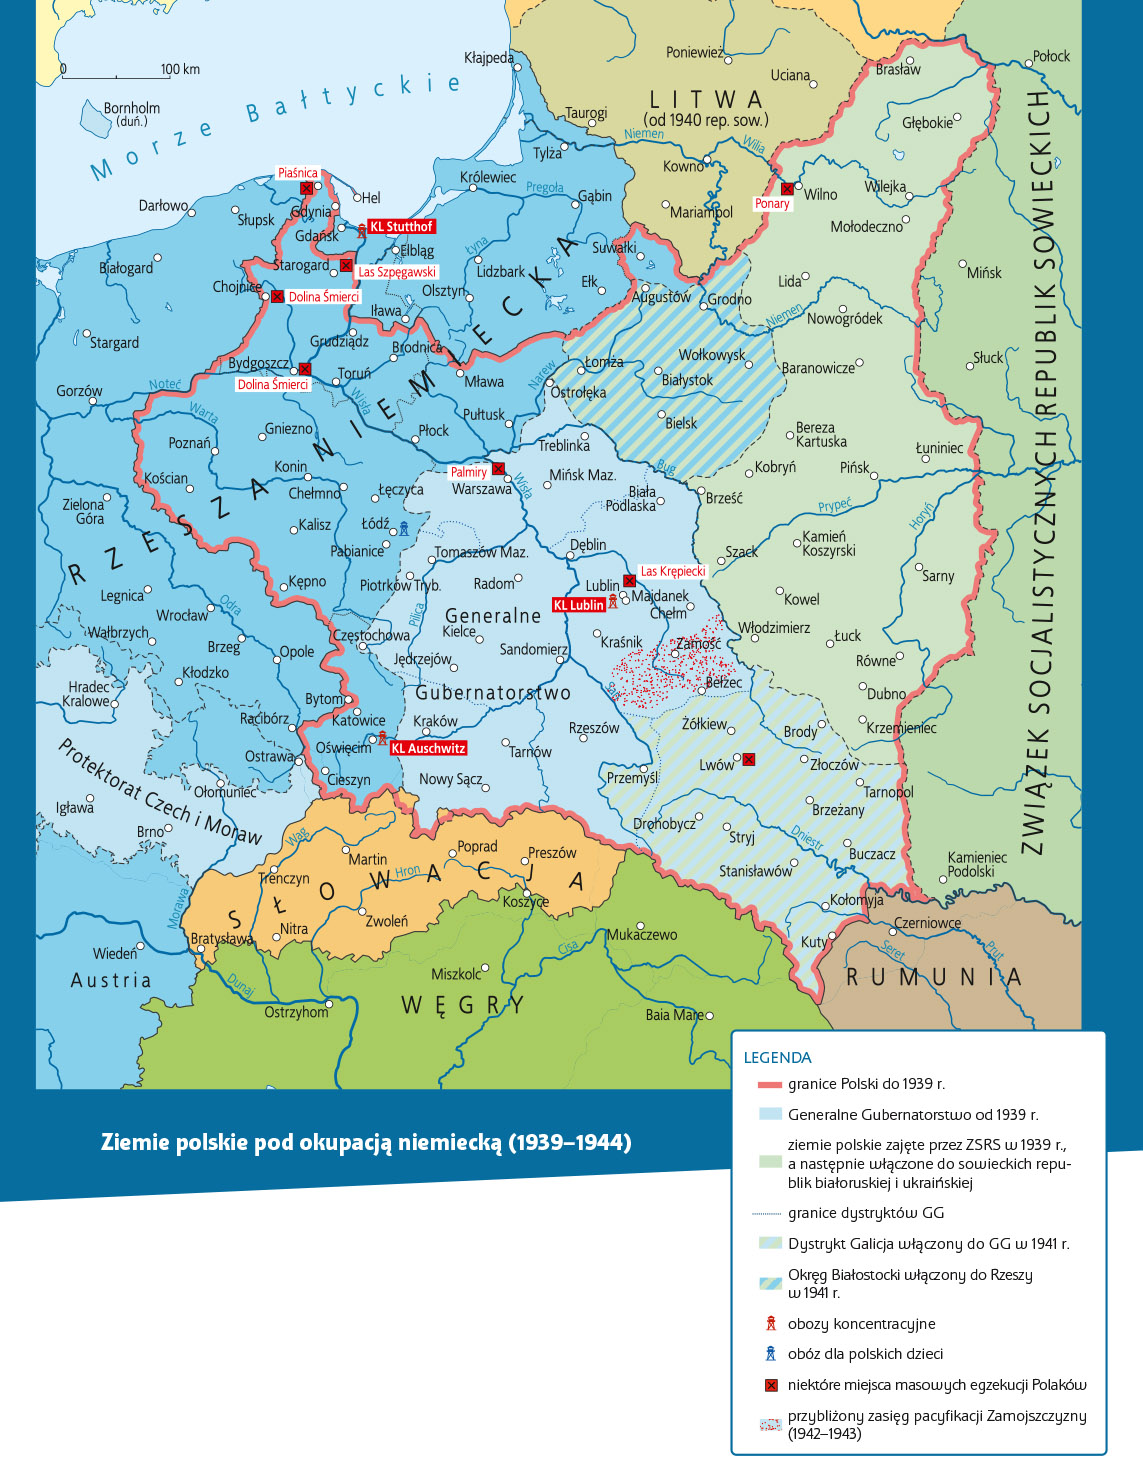 Połock
Kłajpeda
Poniewież
Brasław
Uciana
0
100 km
Morze Bałtyckie
Bornholm
(duń.)
LITWA
(od 1940 rep. sow.)
Taurogi
Głębokie
Niemen
Wilia
Tylża
Kowno
Piaśnica
Królewiec
Pregoła
Gąbin
Wilejka
Wilno
Ponary
Hel
Darłowo
Słupsk
Gdynia
Mariampol
Mołodeczno
KL Stutthof
Gdańsk
Elbląg
Łyna
Suwałki
Białogard
Starogard
Las Szpęgawski
Lidzbark
Mińsk
Chojnice
Dolina Śmierci
Olsztyn
Ełk
Augustów
Grodno
Lida
Iława
Niemen
Nowogródek
Stargard
Grudziądz
Brodnica
Słuck
Bydgoszcz
Dolina Śmierci
Toruń
Łomża
Wołkowysk
Baranowicze
Gorzów
Noteć
Mława
Narew
Białystok
Ostrołęka
Warta
Wisła
Pułtusk
Bielsk
Gniezno
Płock
Poznań
Treblinka
Bereza
Kartuska
Łuniniec
RZESZA NIEMIECKA
Konin
Palmiry
Bug
Kobryń
Pińsk
Kościan
Chełmno
Łęczyca
Warszawa
Wisła
Mińsk Maz.
Biała
Podlaska
Brześć
Zielona
Góra
Prypeć
Horyń
Kalisz
Łódź
Pabianice
Tomaszów Maz.
Dęblin
Szack
Kamień
Koszyrski
Las Krępiecki
Sarny
Kępno
Piotrków Tryb.
Radom
Lublin
KL Lublin
Majdanek
Chełm
Kowel
Legnica
Wrocław
Odra
Pilica
Generalne
Gubernatorstwo
Wałbrzych
Częstochowa
Kielce
Kraśnik
Zamość
Włodzimierz
Łuck
Brzeg
Opole
Jędrzejów
Sandomierz
Równe
Kłodzko
Bełżec
San
Dubno
Hradec
Kralowe
Bytom
Racibórz
Katowice
Kraków
Rzeszów
Żółkiew
Brody
Krzemieniec
Oświęcim
KL Auschwitz
Ostrawa
Tarnów
Lwów
Złoczów
Cieszyn
Nowy Sącz
Przemyśl
Tarnopol
Protektorat Czech i Moraw
Ołomuniec
Igława
Brzeżany
Brno
Drohobycz
Stryj
Dniestr
Wag
Martin
Poprad
Preszów
Buczacz
Kamieniec
Podolski
Trenczyn
Hron
Stanisławów
SŁOWACJA
Koszyce
Kołomyja
Morawa
Zwoleń
Nitra
Czerniowce
Bratysława
Mukaczewo
Cisa
Kuty
Seret
Prut
Wiedeń
Austria
Miszkolc
RUMUNIA
Dunaj
WĘGRY
Ostrzyhom
Baia Mare
ZWIĄZEK SOCJALISTYCZNYCH REPUBLIK SOWIECKICH
Ziemie polskie pod okupacją niemiecką (1939–1944)
LEGENDA
granice Polski do 1939 r.
Generalne Gubernatorstwo od 1939 r.
ziemie polskie zajęte przez ZSRS w 1939 r.,
a następnie włączone do sowieckich repu-
blik białoruskiej i ukraińskiej
granice dystryktów GG
Dystrykt Galicja włączony do GG w 1941 r.
Okręg Białostocki włączony do Rzeszy
w 1941 r.
obozy koncentracyjne
obóz dla polskich dzieci
niektóre miejsca masowych egzekucji Polaków
przybliżony zasięg pacyfikacji Zamojszczyzny
(1942–1943)